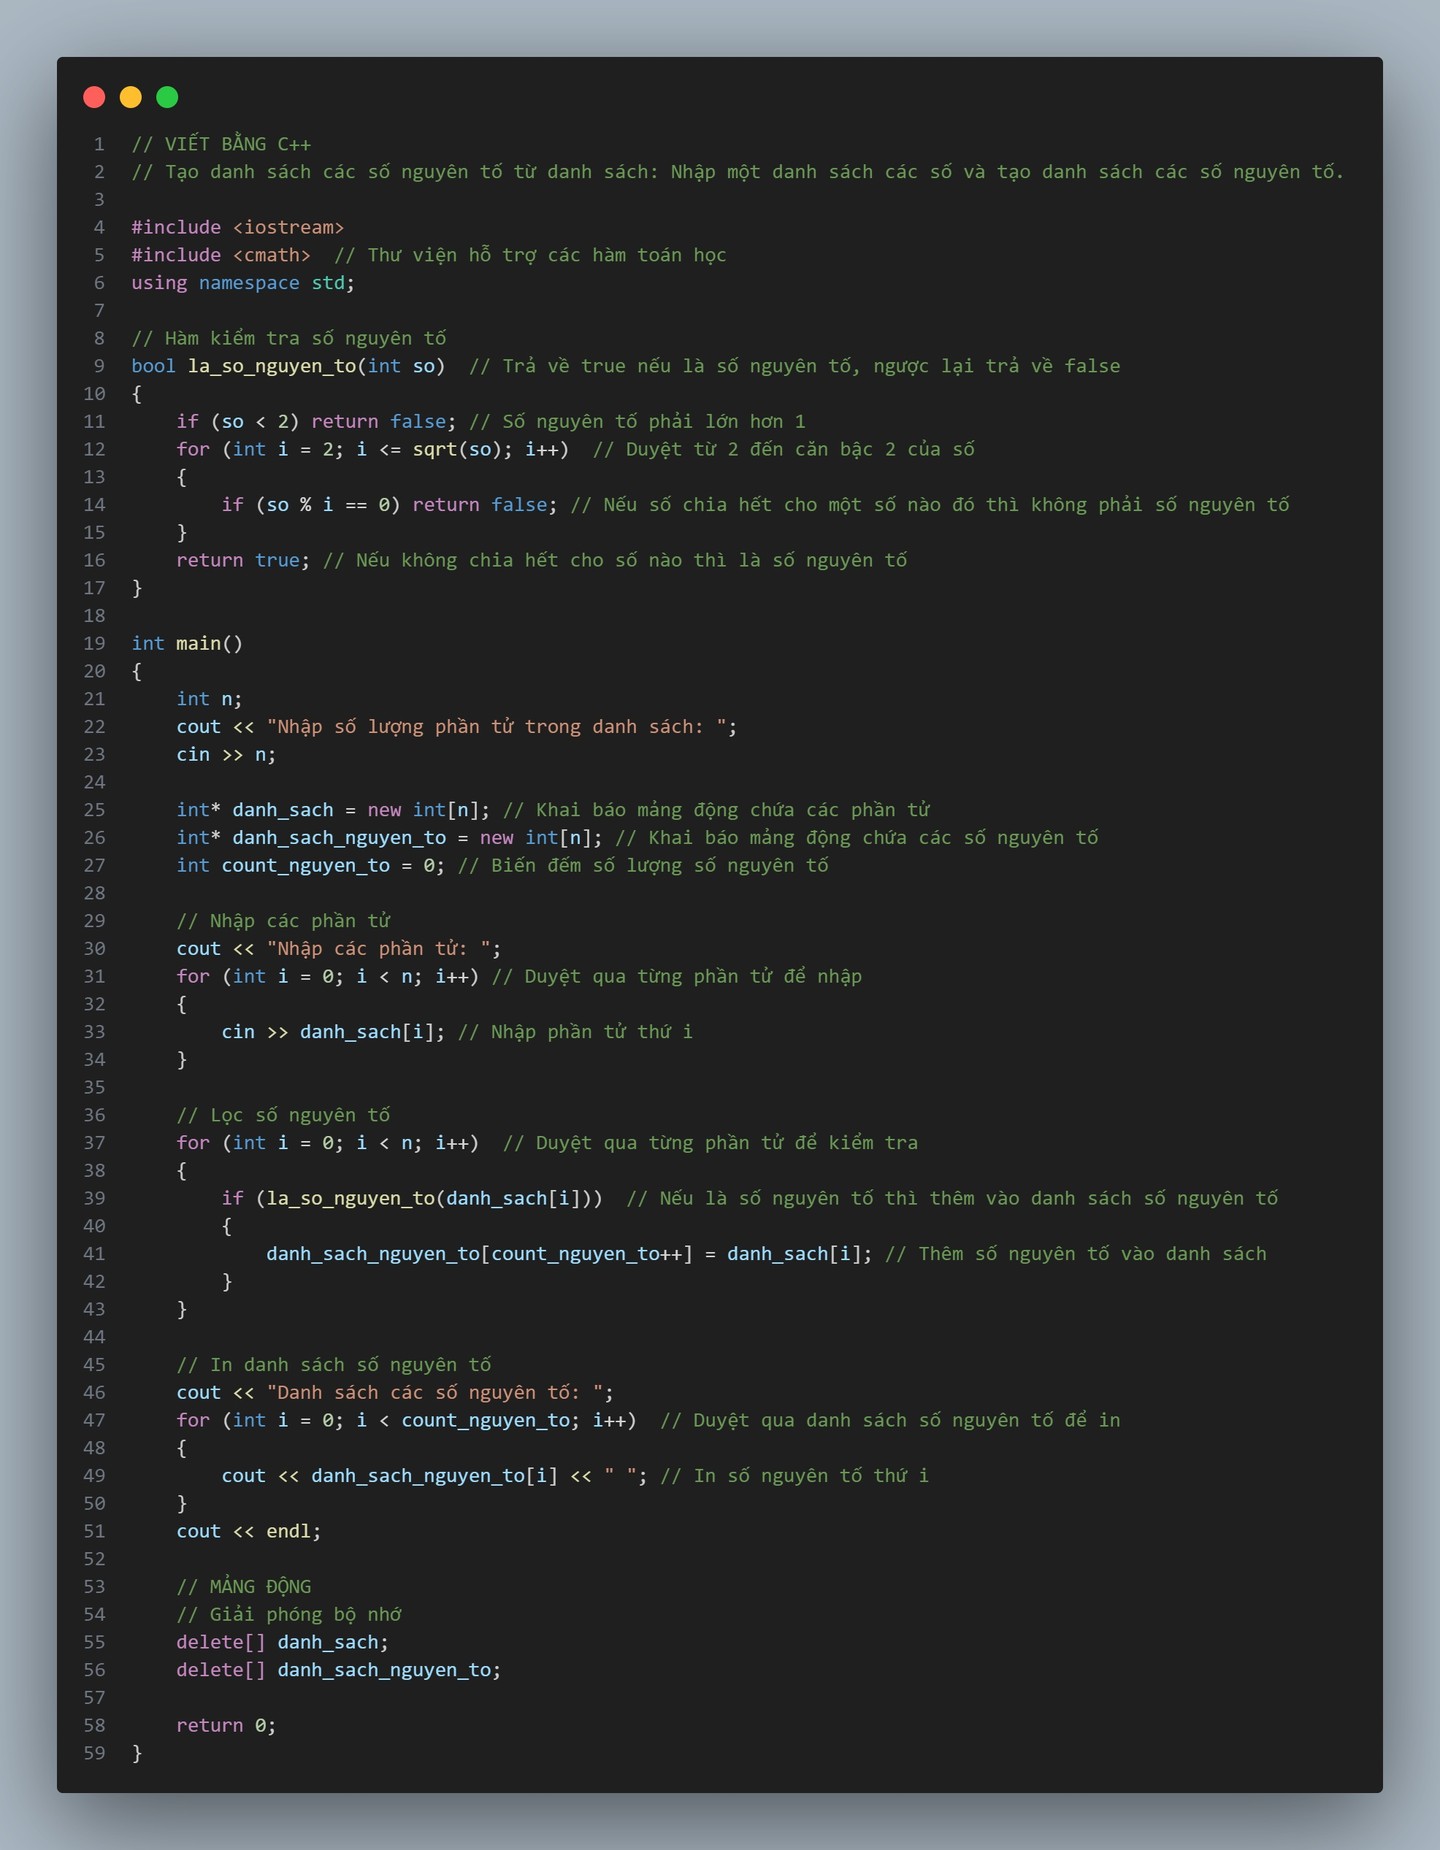 1 // VIẾT BẰNG C++
2 // Tạo danh sách các số nguyên tố từ danh sách: Nhập một danh sách các số và tạo danh sách các số nguyên tố.
3
4 #include <iostream>
5 #include <cmath>  // Thư viện hỗ trợ các hàm toán học
6 using namespace std;
7
8 // Hàm kiểm tra số nguyên tố
9 bool la_so_nguyen_to(int so)  // Trả về true nếu là số nguyên tố, ngược lại trả về false
10 {
11     if (so < 2) return false; // Số nguyên tố phải lớn hơn 1
12     for (int i = 2; i <= sqrt(so); i++)  // Duyệt từ 2 đến căn bậc 2 của số
13     {
14         if (so % i == 0) return false; // Nếu số chia hết cho một số nào đó thì không phải số nguyên tố
15     }
16     return true; // Nếu không chia hết cho số nào thì là số nguyên tố
17 }
18
19 int main()
20 {
21     int n;
22     cout << "Nhập số lượng phần tử trong danh sách: ";
23     cin >> n;
24
25     int* danh_sach = new int[n]; // Khai báo mảng động chứa các phần tử
26     int* danh_sach_nguyen_to = new int[n]; // Khai báo mảng động chứa các số nguyên tố
27     int count_nguyen_to = 0; // Biến đếm số lượng số nguyên tố
28
29     // Nhập các phần tử
30     cout << "Nhập các phần tử: ";
31     for (int i = 0; i < n; i++) // Duyệt qua từng phần tử để nhập
32     {
33         cin >> danh_sach[i]; // Nhập phần tử thứ i
34     }
35
36     // Lọc số nguyên tố
37     for (int i = 0; i < n; i++)  // Duyệt qua từng phần tử để kiểm tra
38     {
39         if (la_so_nguyen_to(danh_sach[i]))  // Nếu là số nguyên tố thì thêm vào danh sách số nguyên tố
40         {
41             danh_sach_nguyen_to[count_nguyen_to++] = danh_sach[i]; // Thêm số nguyên tố vào danh sách
42         }
43     }
44
45     // In danh sách số nguyên tố
46     cout << "Danh sách các số nguyên tố: ";
47     for (int i = 0; i < count_nguyen_to; i++)  // Duyệt qua danh sách số nguyên tố để in
48     {
49         cout << danh_sach_nguyen_to[i] << " "; // In số nguyên tố thứ i
50     }
51     cout << endl;
52
53     // MẢNG ĐỘNG
54     // Giải phóng bộ nhớ
55     delete[] danh_sach;
56     delete[] danh_sach_nguyen_to;
57
58     return 0;
59 }